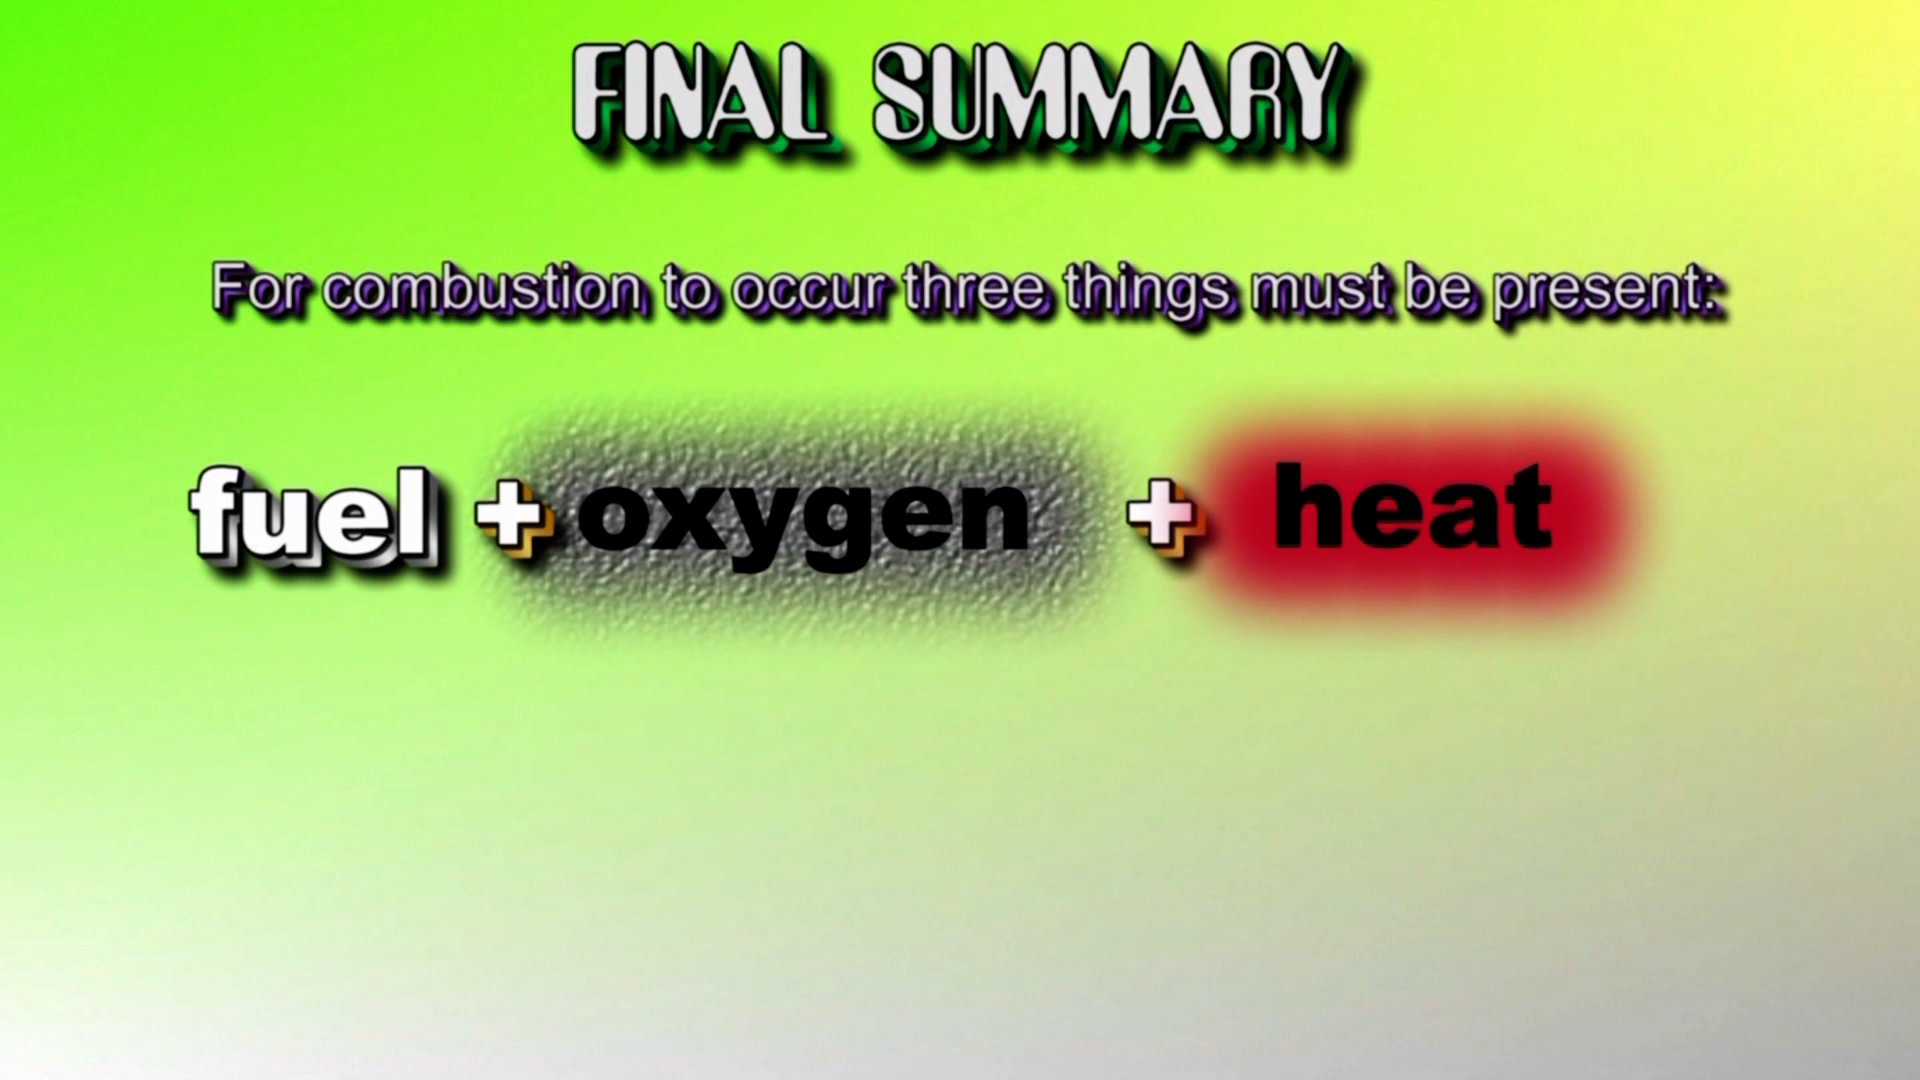 FINAL SUMMARY
For combustion to occur three things must be present:
fuel + oxygen + heat